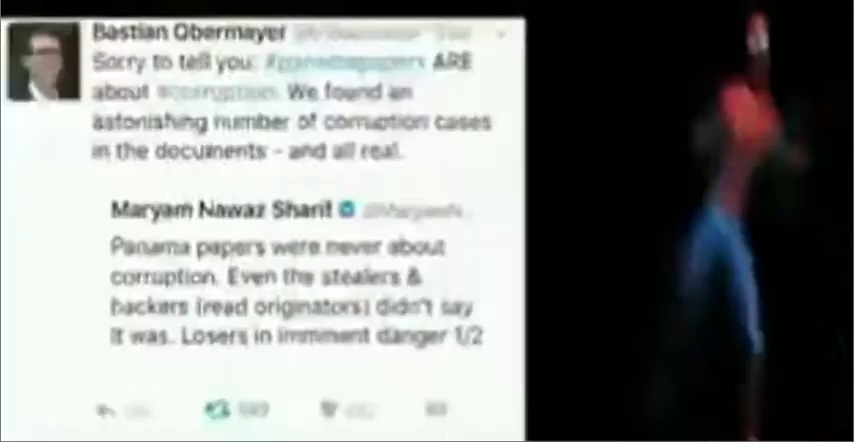 Bastian Obermayer
Sorry to tell you: #panamapapers ARE
about #corruption. We found an
astonishing number of corruption cases
in the documents - and all real.
Maryam Nawaz Sharif
Panama papers were never about
corruption. Even the stealers &
hackers (read originators) didn't say
it was. Losers in imminent danger 1/2